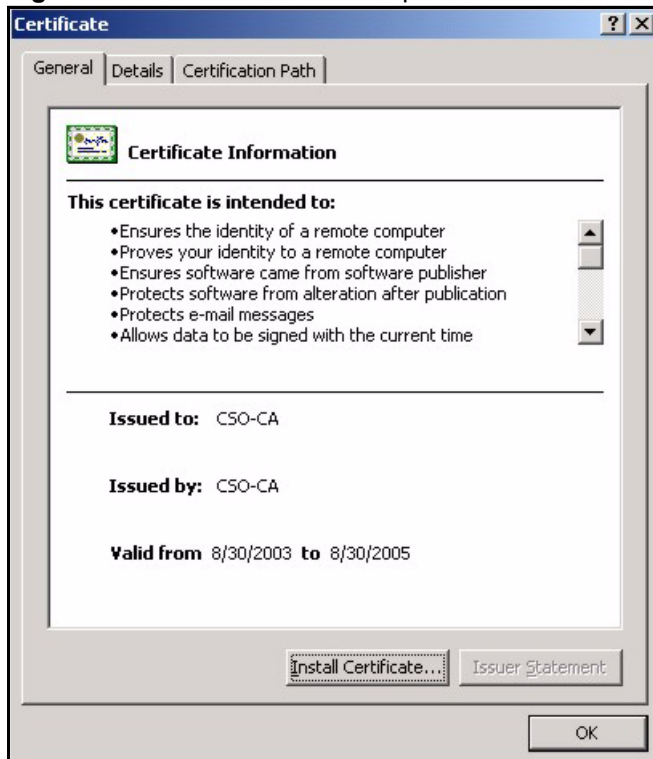 Certificate
General
Details
Certification Path
Certificate Information
This certificate is intended to:
•Ensures the identity of a remote computer
•Proves your identity to a remote computer
•Ensures software came from software publisher
•Protects software from alteration after publication
•Protects e-mail messages
•Allows data to be signed with the current time
Issued to: CSO-CA
Issued by: CSO-CA
Valid from 8/30/2003 to 8/30/2005
Install Certificate...
Issuer Statement
OK